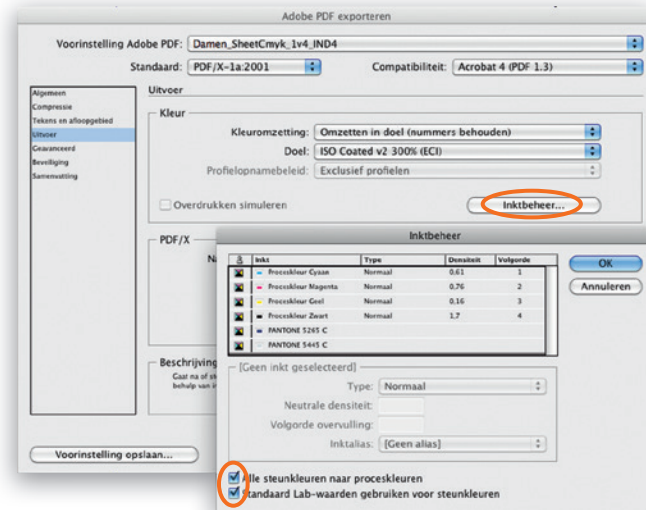 Adobe PDF exporteren
Voorinstelling Adobe PDF: Damen_SheetCmyk_1v4_IND4
Standaard: PDF/X-1a:2001 Compatibiliteit: Acrobat 4 (PDF 1.3)
Algemeen
Compressie
Tekens en afloopgebied
Uitvoer
Geavanceerd
Beveiliging
Samenvatting
Uitvoer
Kleur
Kleuromzetting: Omzetten in doel (nummers behouden)
Doel: ISO Coated v2 300% (ECI)
Profielopnamebeleid: Exclusief profielen
Overdrukken simuleren
Inktbeheer...
PDF/X
Beschrijving
Voorinstelling opslaan...
Inktbeheer
Inkt Type Densiteit Volgorde
Proceskleur Cyaan Normaal 0,61 1
Proceskleur Magenta Normaal 0,76 2
Proceskleur Geel Normaal 0,16 3
Proceskleur Zwart Normaal 1,7 4
PANTONE 5265 C
PANTONE 5445 C
OK
Annuleren
[Geen inkt geselecteerd]
Type: Normaal
Neutrale densiteit:
Volgorde overvulling:
Inktalias: [Geen alias]
Alle steunkleuren naar proceskleuren
Standaard Lab-waarden gebruiken voor steunkleuren